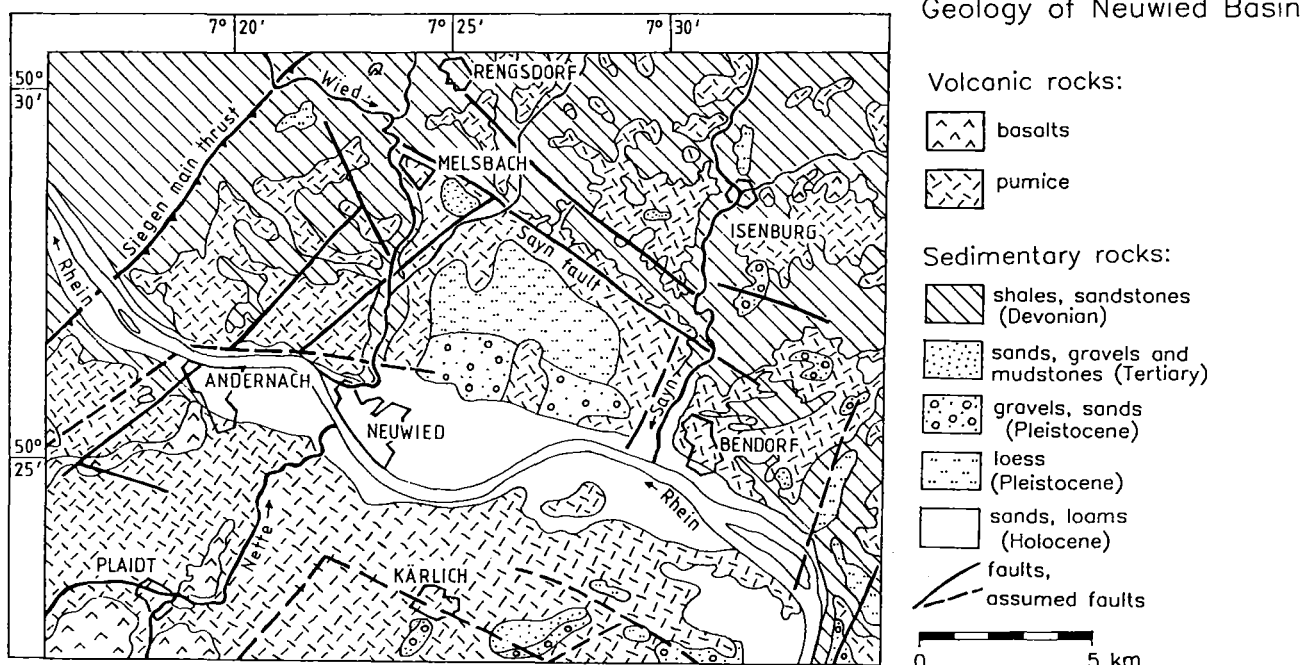 Geology of Neuwied Basin
7° 20'
7° 25'
7° 30'
50°
30'
50°
25'
Wied
RENGSDORF
Siegen main thrust
MELSBACH
ISENBURG
Sayn fault
Rhein
ANDERNACH
NEUWIED
Sayn
BENDORF
Rhein
Nette
PLAIDT
KÄRLICH
Volcanic rocks:
basalts
pumice
Sedimentary rocks:
shales, sandstones
(Devonian)
sands, gravels and
mudstones (Tertiary)
gravels, sands
(Pleistocene)
loess
(Pleistocene)
sands, loams
(Holocene)
faults,
assumed faults
0 5 km